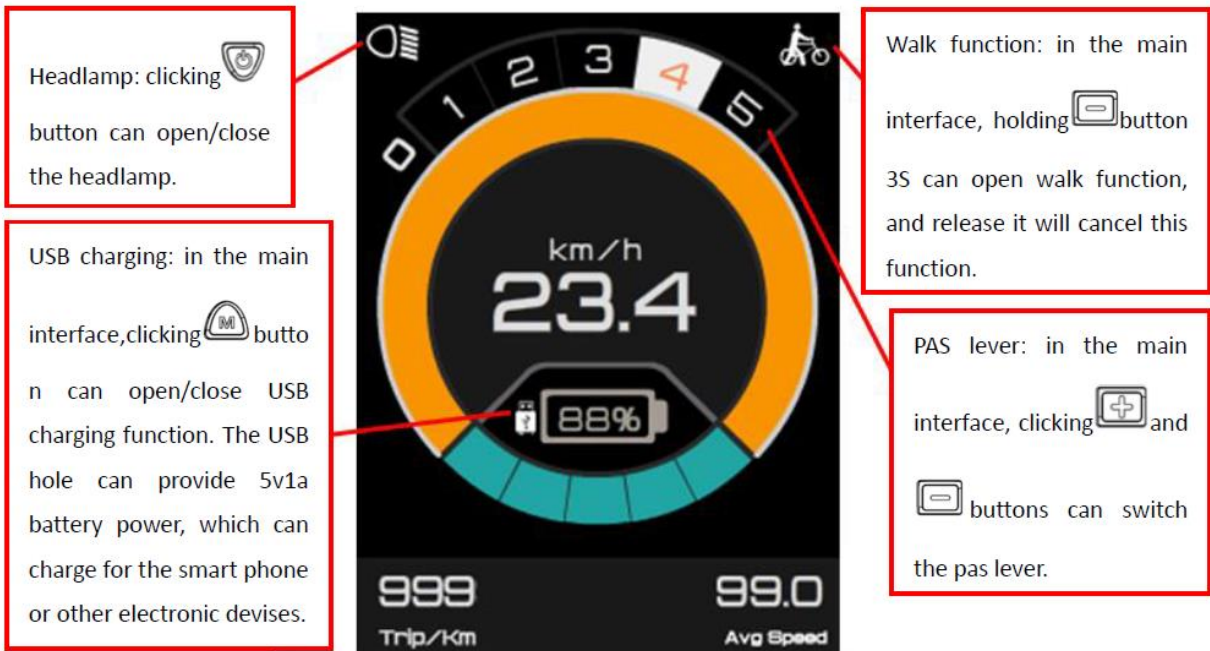 Headlamp: clicking
button can open/close
the headlamp.
USB charging: in the main
interface,clicking M butto
n can open/close USB
charging function. The USB
hole can provide 5v1a
battery power, which can
charge for the smart phone
or other electronic devises.
0 1 2 3 4 5
km/h
23.4
88%
999
Trip/Km
99.0
Avg Speed
Walk function: in the main
interface, holding button
3S can open walk function,
and release it will cancel this
function.
PAS lever: in the main
interface, clicking and
buttons can switch
the pas lever.